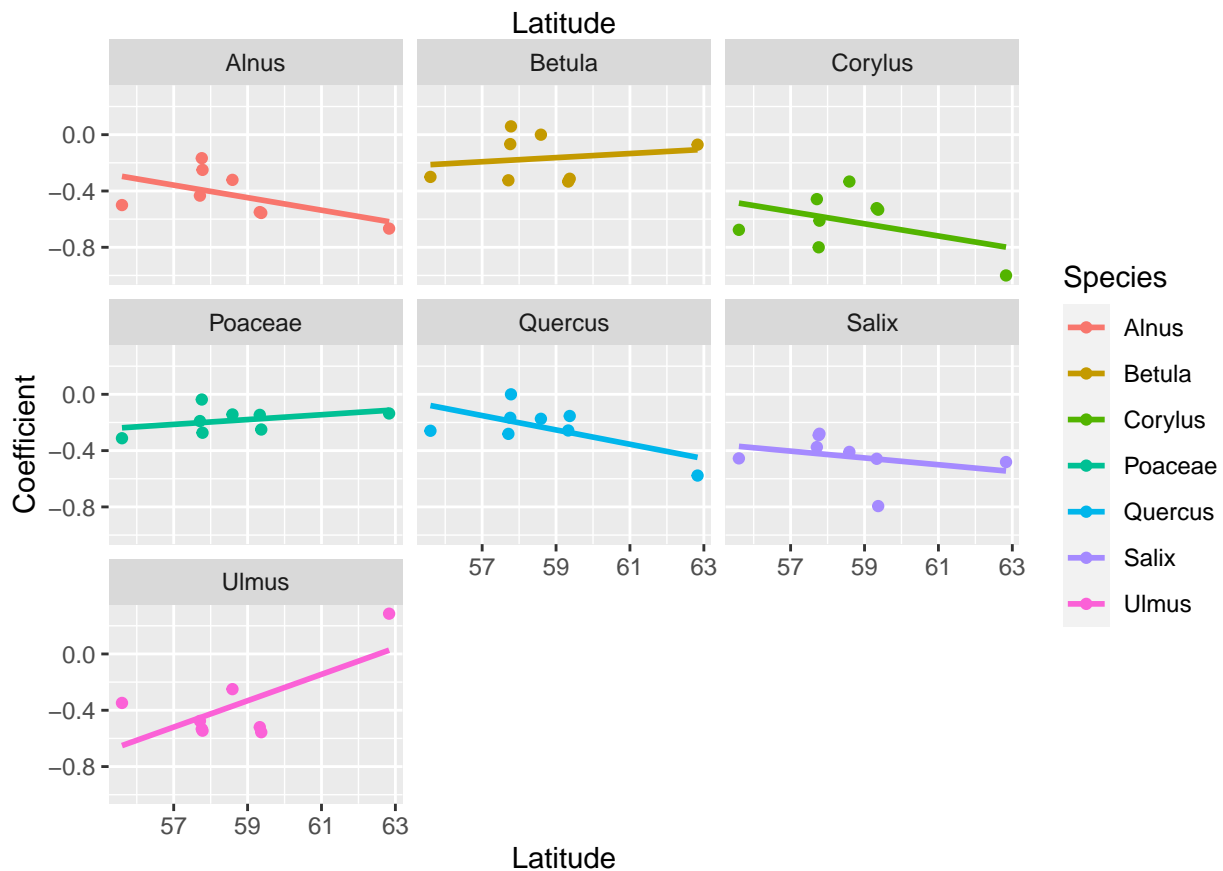 Latitude
Alnus Betula Corylus
0.0
−0.4
−0.8
Poaceae Quercus Salix
0.0
−0.4
−0.8
57 59 61 63 57 59 61 63
Ulmus
0.0
−0.4
−0.8
57 59 61 63
Latitude
Coefficient
Species
Alnus
Betula
Corylus
Poaceae
Quercus
Salix
Ulmus